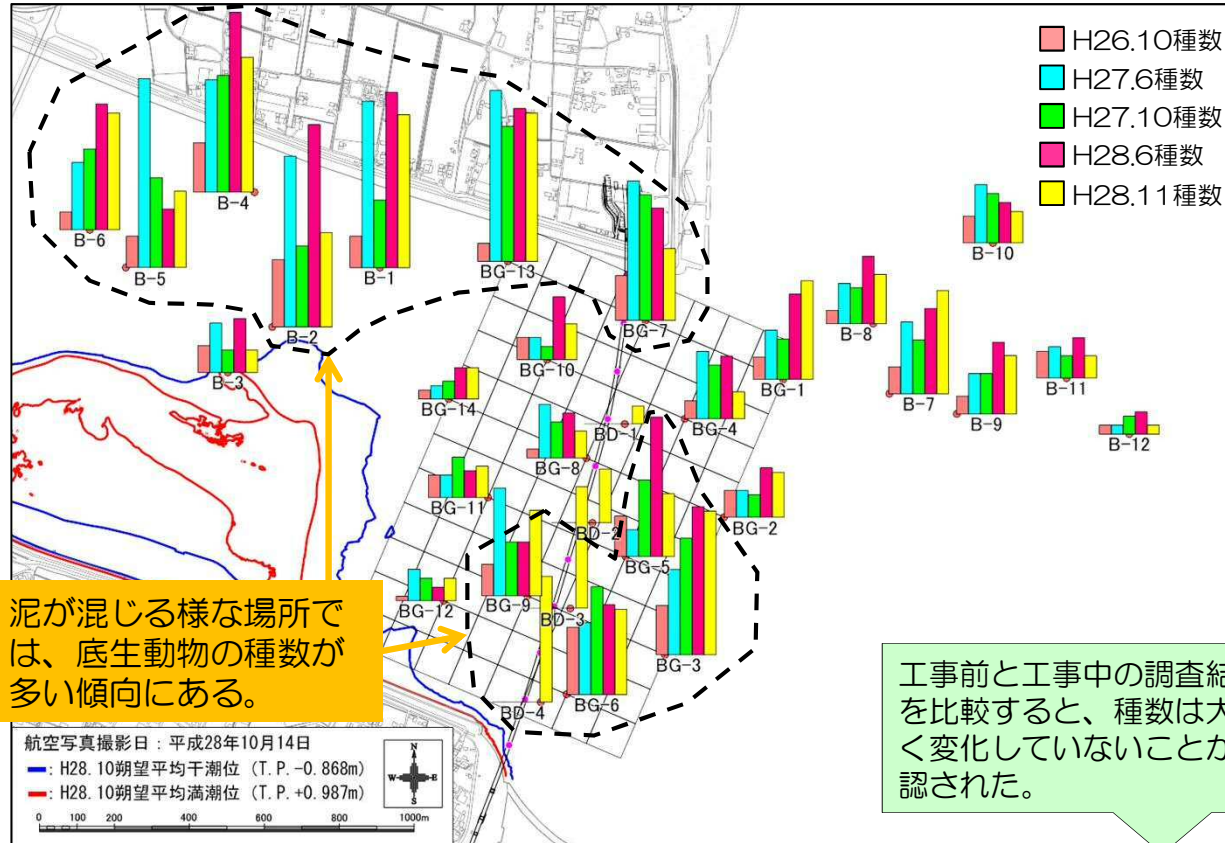 H26.10種数
H27.6種数
H27.10種数
H28.6種数
H28.11種数
B-4
B-6
B-5
B-1
BG-13
B-10
B-2
BG-7
B-8
B-3
BG-10
BG-1
B-11
B-7
BG-14
BG-4
B-9
BD-1
B-12
BG-8
BG-11
BG-2
BD-2
BG-5
BG-12
BG-9
BD-3
BG-3
BG-6
BD-4
泥が混じる様な場所で
は、底生動物の種数が
多い傾向にある。
工事前と工事中の調査結
を比較すると、種数は大
く変化していないことが
認された。
航空写真撮影日：平成28年10月14日
：H28.10朔望平均干潮位（T.P.-0.868m）
：H28.10朔望平均満潮位（T.P.+0.987m）
N
W E
S
0 100 200 400 600 800 1000m